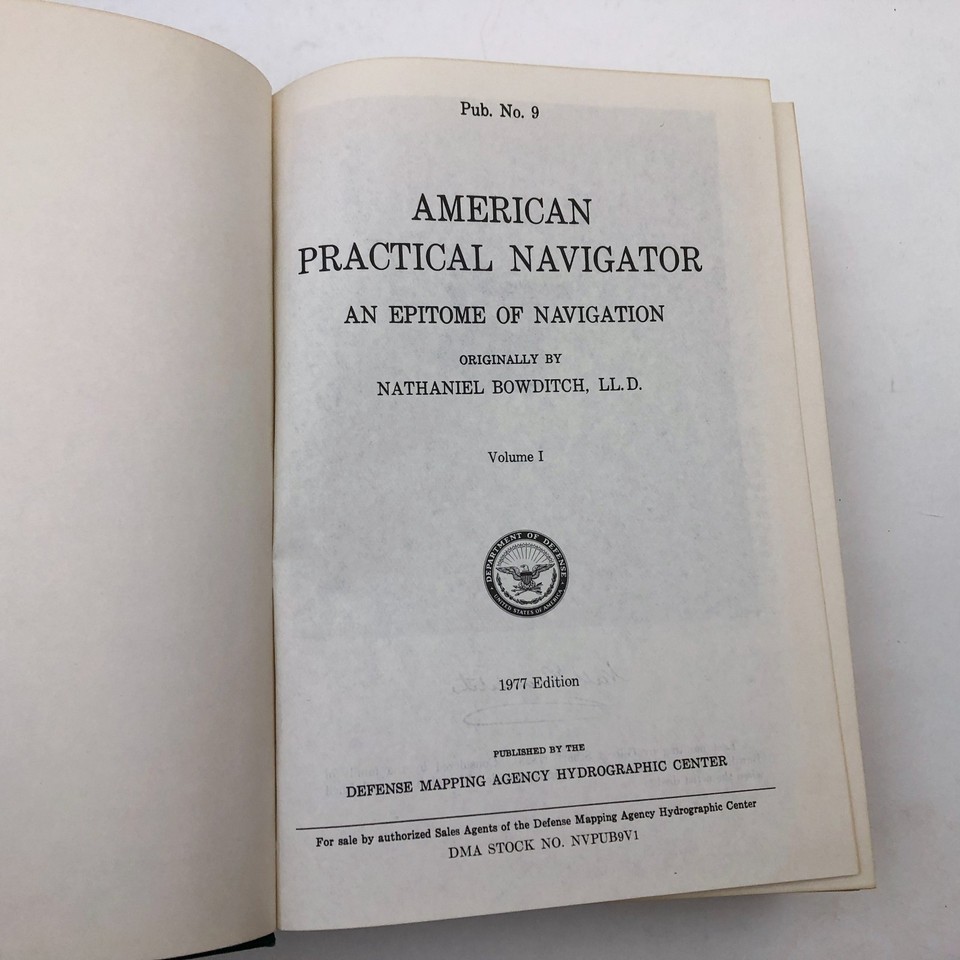 Pub. No. 9
AMERICAN
PRACTICAL NAVIGATOR
AN EPITOME OF NAVIGATION
ORIGINALLY BY
NATHANIEL BOWDITCH, LL.D.
Volume I
DEPARTMENT OF DEFENSE
UNITED STATES OF AMERICA
1977 Edition
PUBLISHED BY THE
DEFENSE MAPPING AGENCY HYDROGRAPHIC CENTER
For sale by authorized Sales Agents of the Defense Mapping Agency Hydrographic Center
DMA STOCK NO. NVPUB9V1